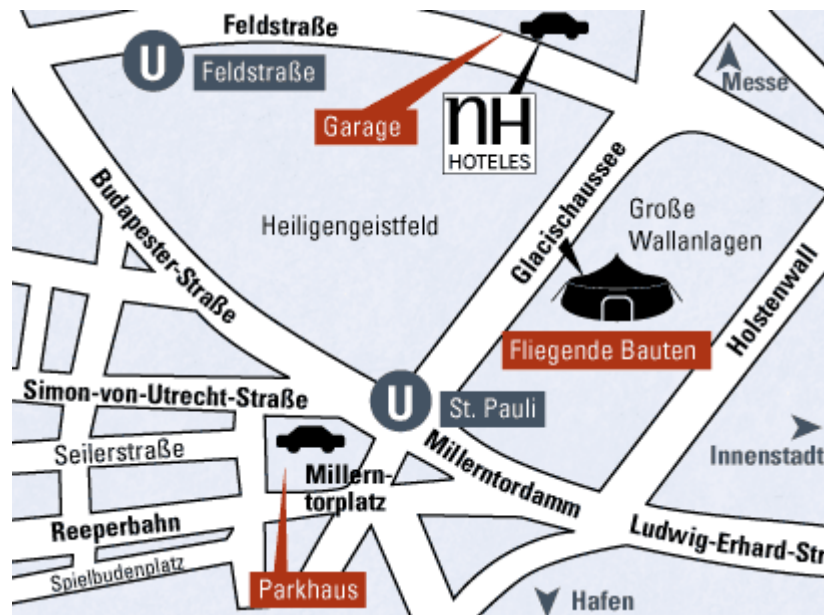 Feldstraße
U
Feldstraße
Garage
nH
HOTELES
Messe
Budapester-Straße
Heiligengeistfeld
Glacischaussee
Große
Wallanlagen
Holstenwall
Fliegende Bauten
Simon-von-Utrecht-Straße
U
St. Pauli
Seilerstraße
Millern-
torplatz
Millerntordamm
Innenstadt
Reeperbahn
Ludwig-Erhard-Str
Spielbudenplatz
Parkhaus
Hafen